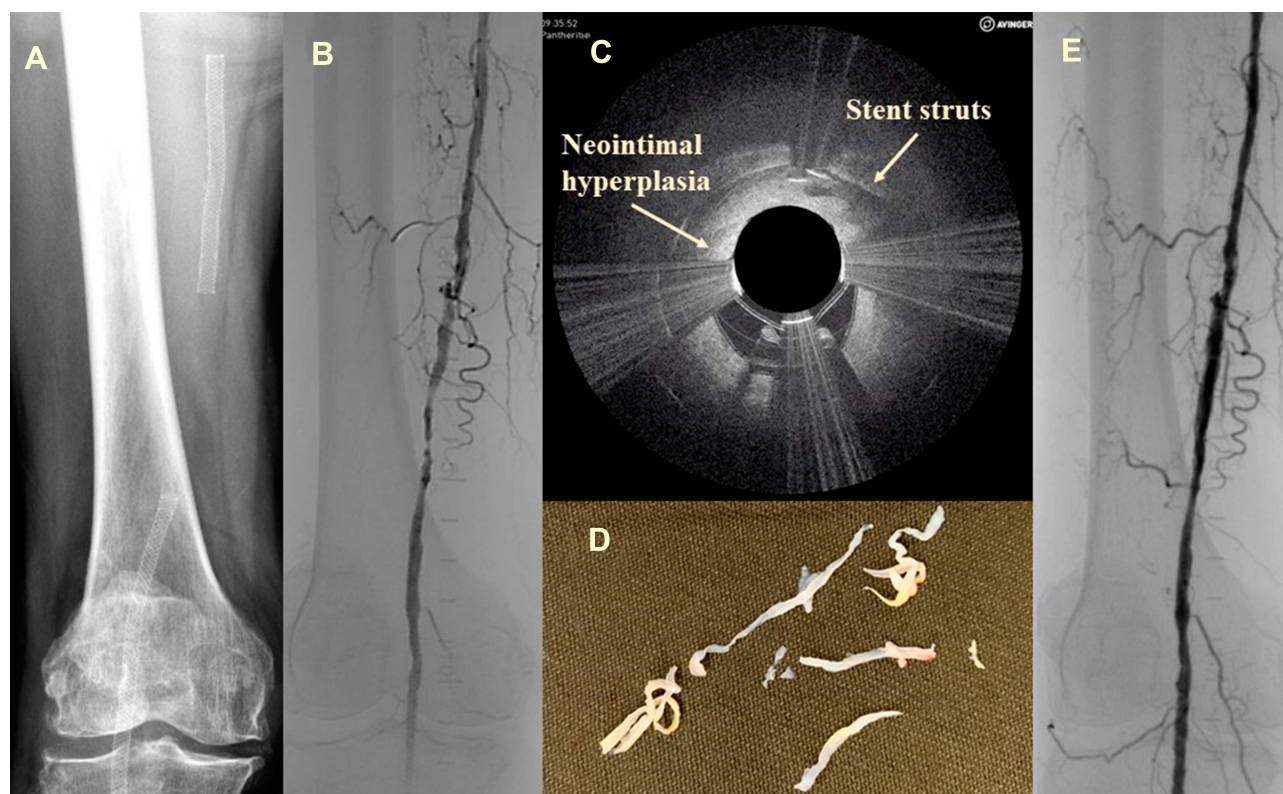 A
B
09:35:52
Pantheris
C
AVINGER
Stent struts
Neointimal
hyperplasia
D
E